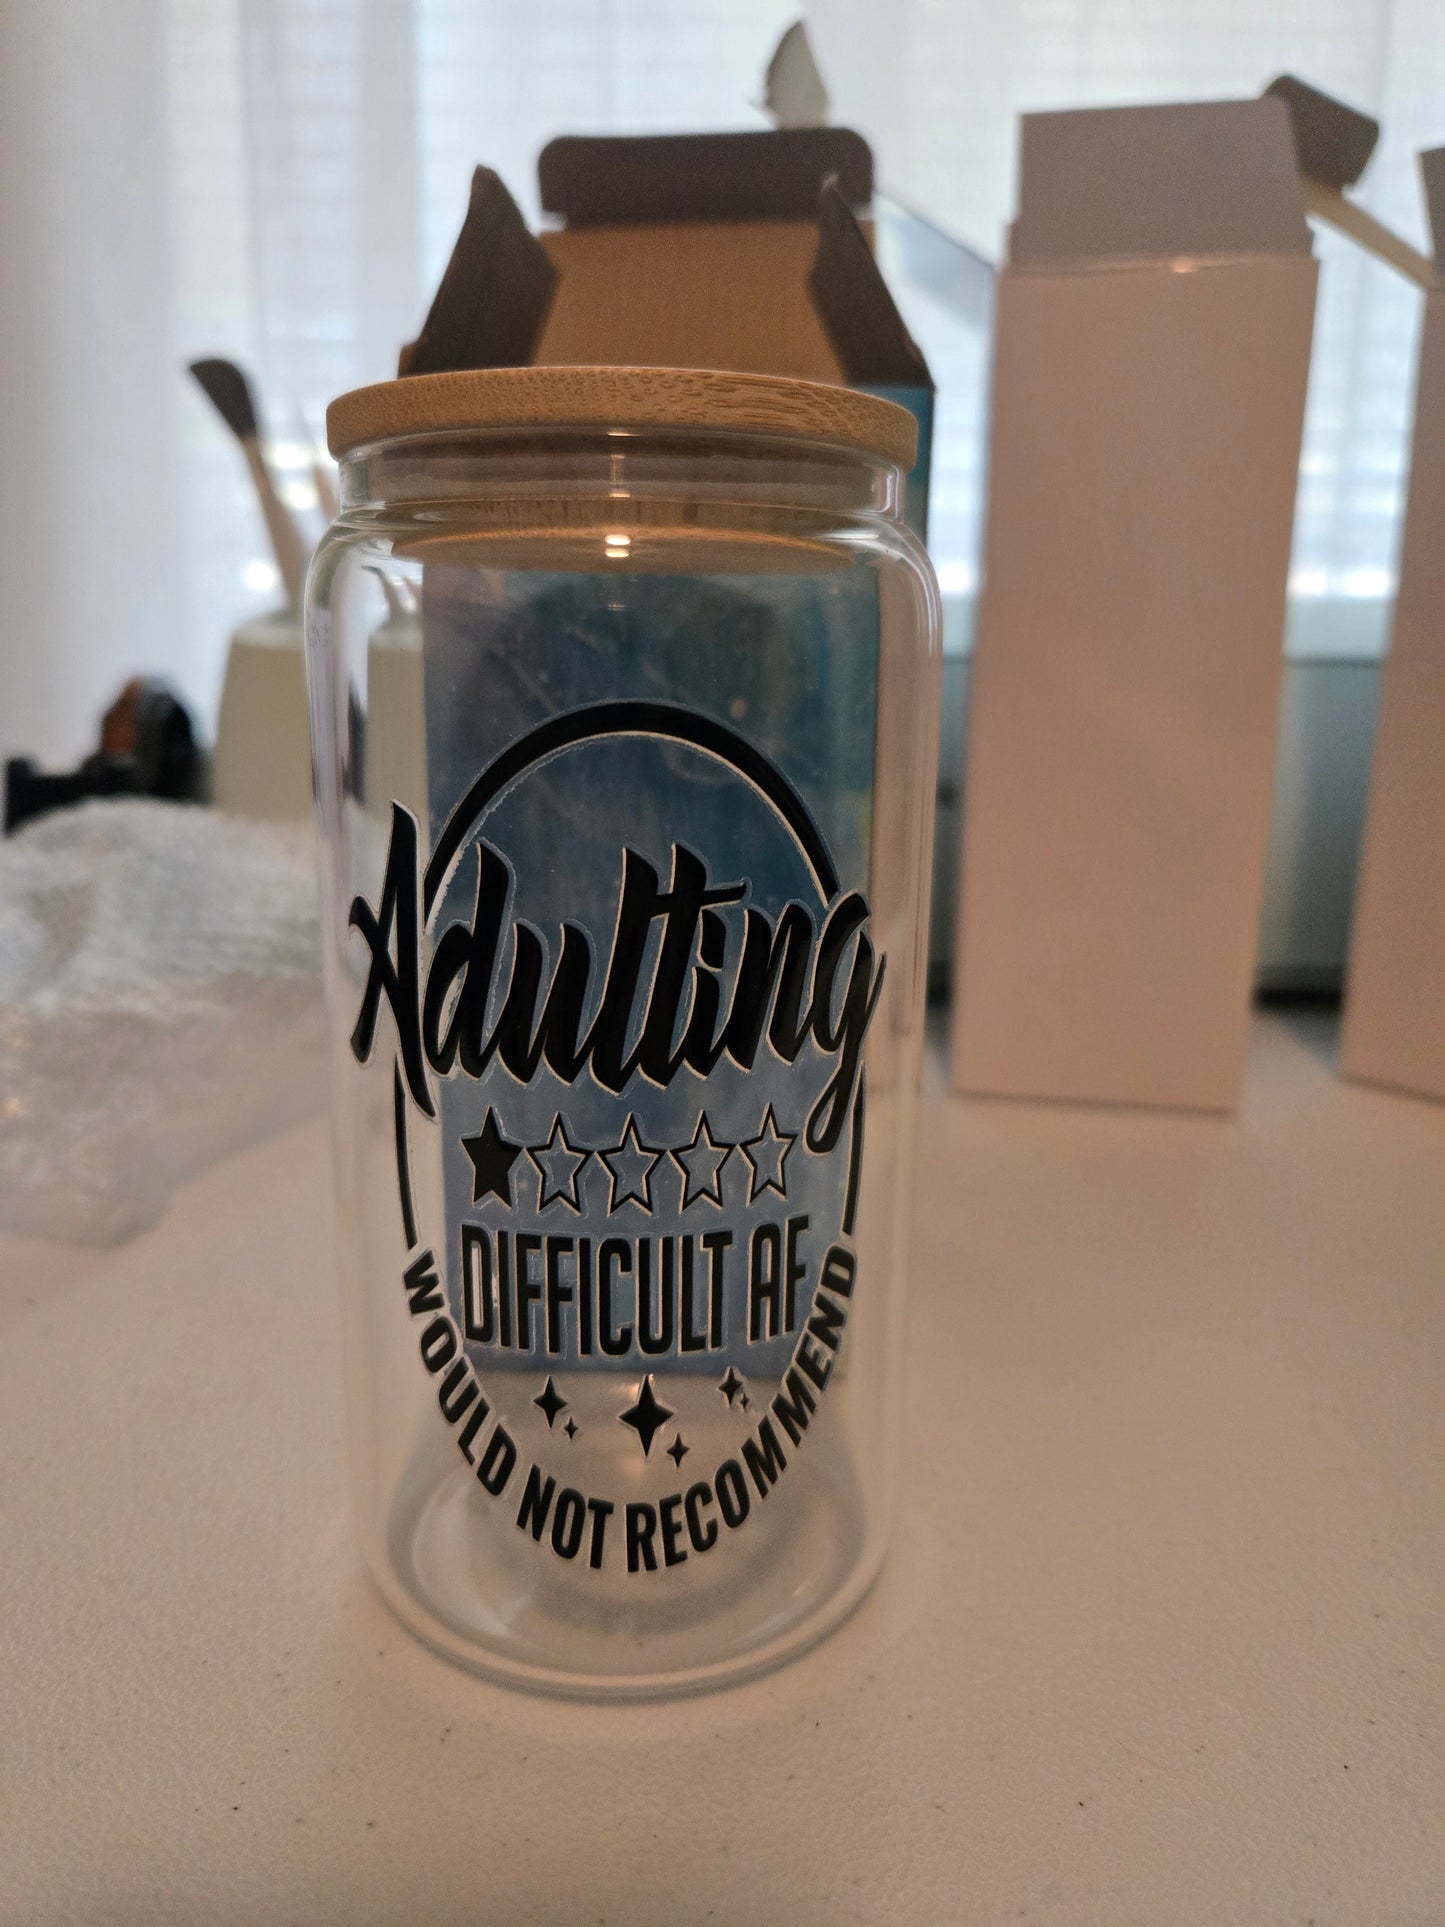 Adulting
DIFFICULT AF
WOULD NOT RECOMMEND